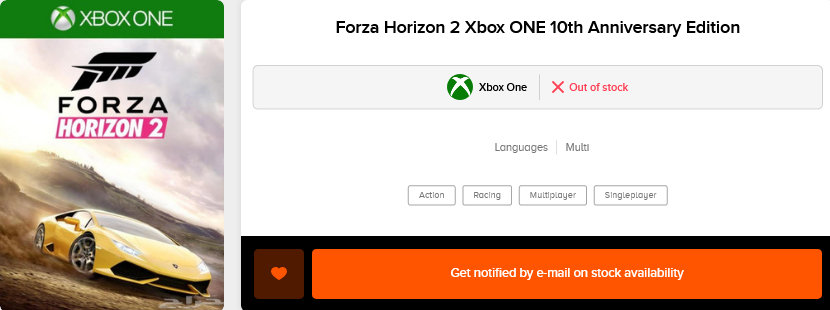 XBOX ONE
FORZA
HORIZON 2
Forza Horizon 2 Xbox ONE 10th Anniversary Edition
Xbox One
Out of stock
Languages
Multi
Action
Racing
Multiplayer
Singleplayer
Get notified by e-mail on stock availability